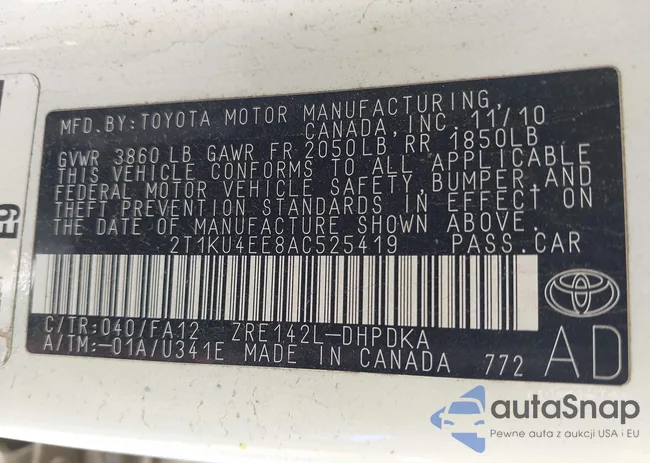 MFD. BY: TOYOTA MOTOR MANUFACTURING,
CANADA, INC. 11/10
GVWR 3860 LB GAWR FR 2050LB, RR 1850LB
THIS VEHICLE CONFORMS TO ALL APPLICABLE
FEDERAL MOTOR VEHICLE SAFETY, BUMPER AND
THEFT PREVENTION STANDARDS IN EFFECT ON
THE DATE OF MANUFACTURE SHOWN ABOVE.
2T1KU4EE8AC525419 PASS.CAR
C/TR:040/FA12 ZRE142L-DHPDKA
A/TM:-01A/U341E MADE IN CANADA 772 AD
E9
autaSnap
Pewne auta z aukcji USA i EU